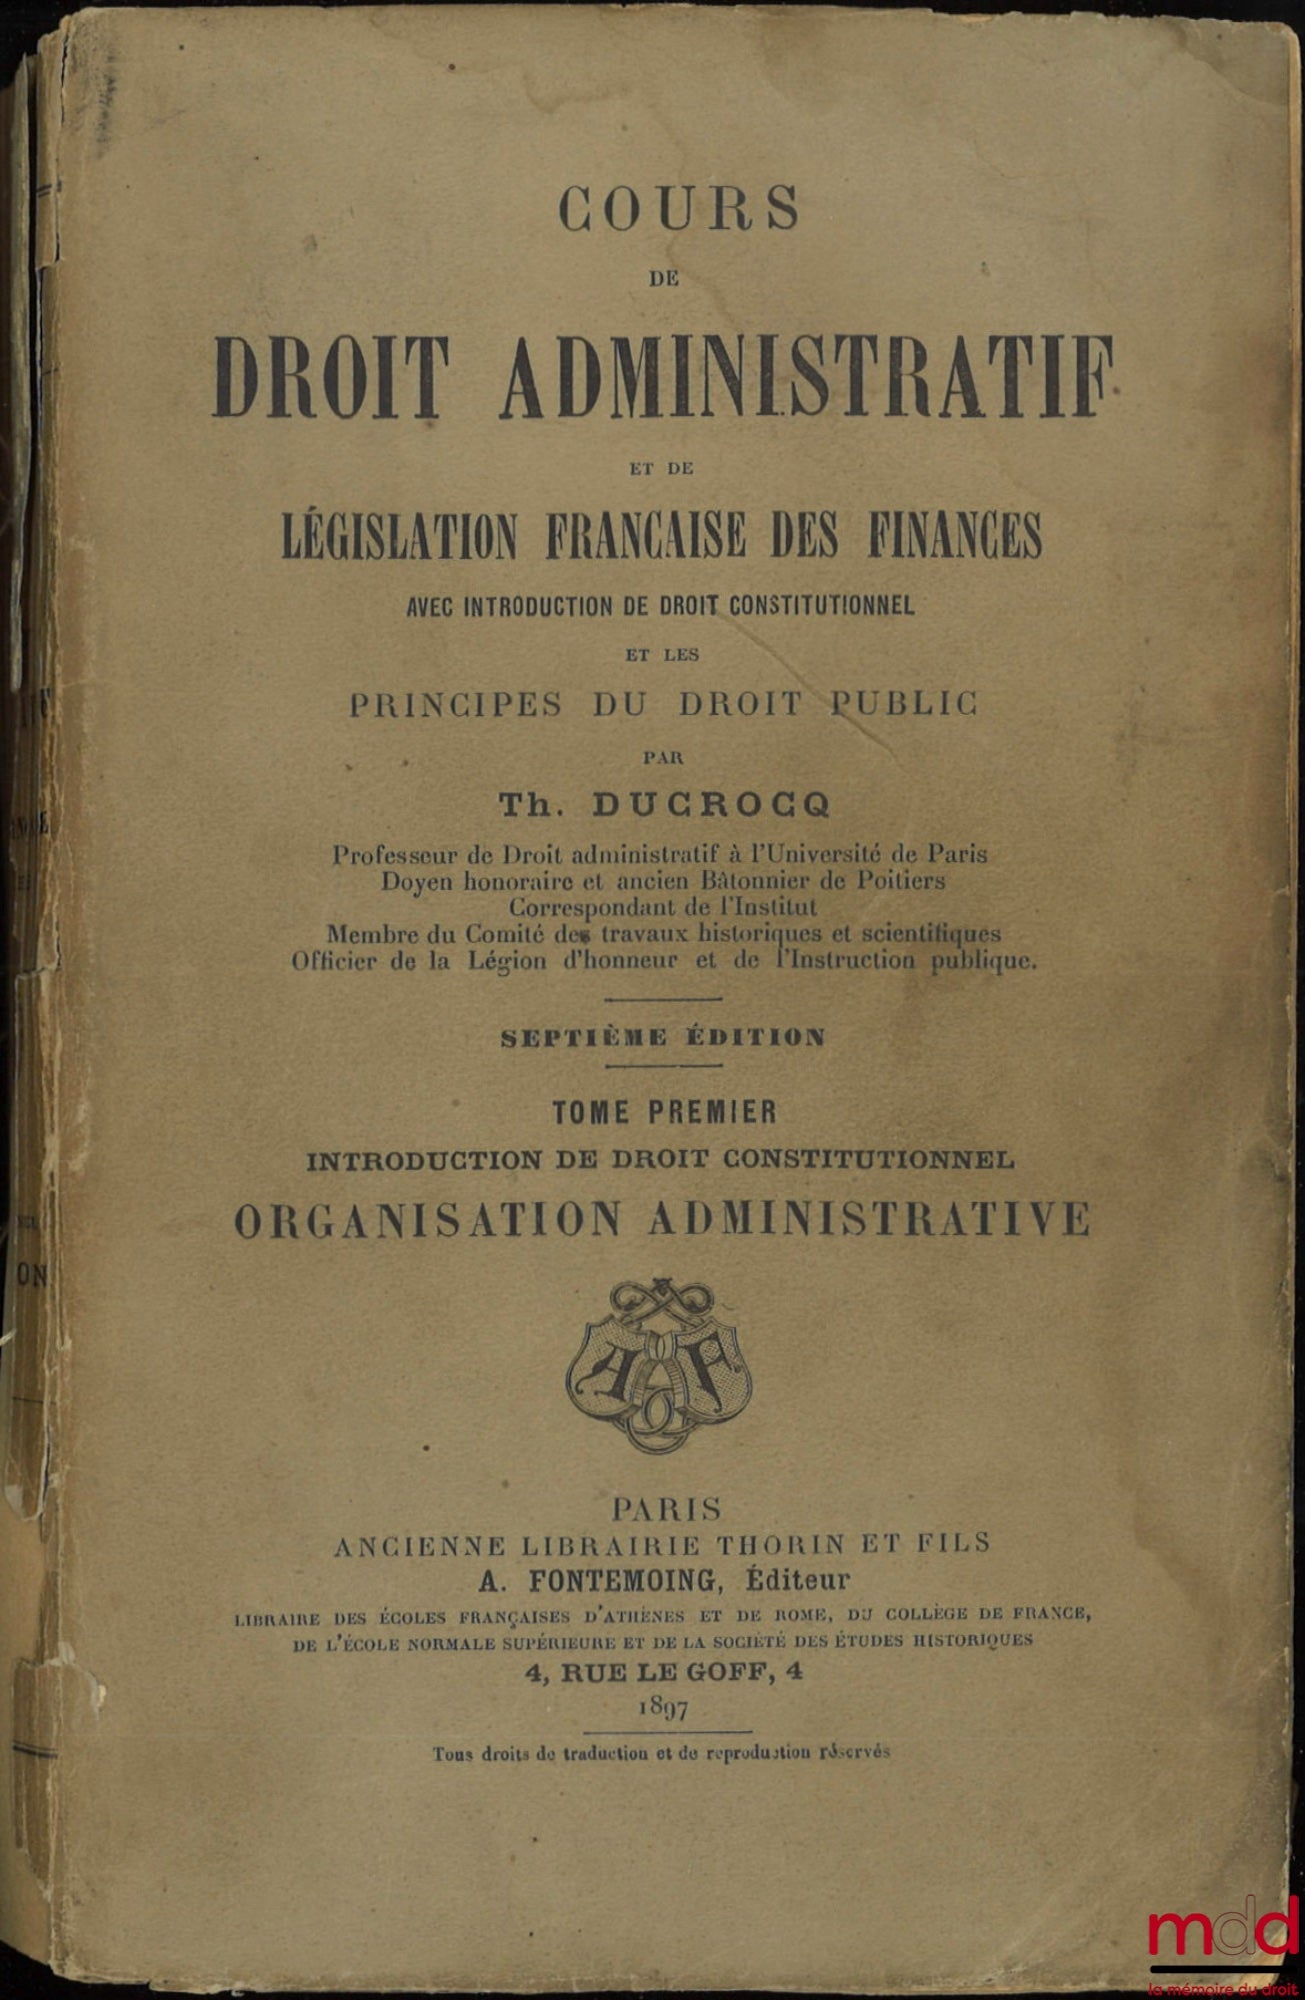 COURS
DE
DROIT ADMINISTRATIF
ET DE
LÉGISLATION FRANCAISE DES FINANCES
AVEC INTRODUCTION DE DROIT CONSTITUTIONNEL
ET LES
PRINCIPES DU DROIT PUBLIC
PAR
Th. DUCROCQ
Professeur de Droit administratif à l'Université de Paris
Doyen honoraire et ancien Bâtonnier de Poitiers
Correspondant de l'Institut
Membre du Comité des travaux historiques et scientifiques
Officier de la Légion d'honneur et de l'Instruction publique.
SEPTIÈME ÉDITION
TOME PREMIER
INTRODUCTION DE DROIT CONSTITUTIONNEL
ORGANISATION ADMINISTRATIVE
A F
PARIS
ANCIENNE LIBRAIRIE THORIN ET FILS
A. FONTEMOING, Éditeur
LIBRAIRE DES ÉCOLES FRANÇAISES D'ATHÈNES ET DE ROME, DU COLLÈGE DE FRANCE,
DE L'ÉCOLE NORMALE SUPÉRIEURE ET DE LA SOCIÉTÉ DES ÉTUDES HISTORIQUES
4, RUE LE GOFF, 4
1897
Tous droits de traduction et de reproduction réservés
ON
mdd
la mémoire du droit